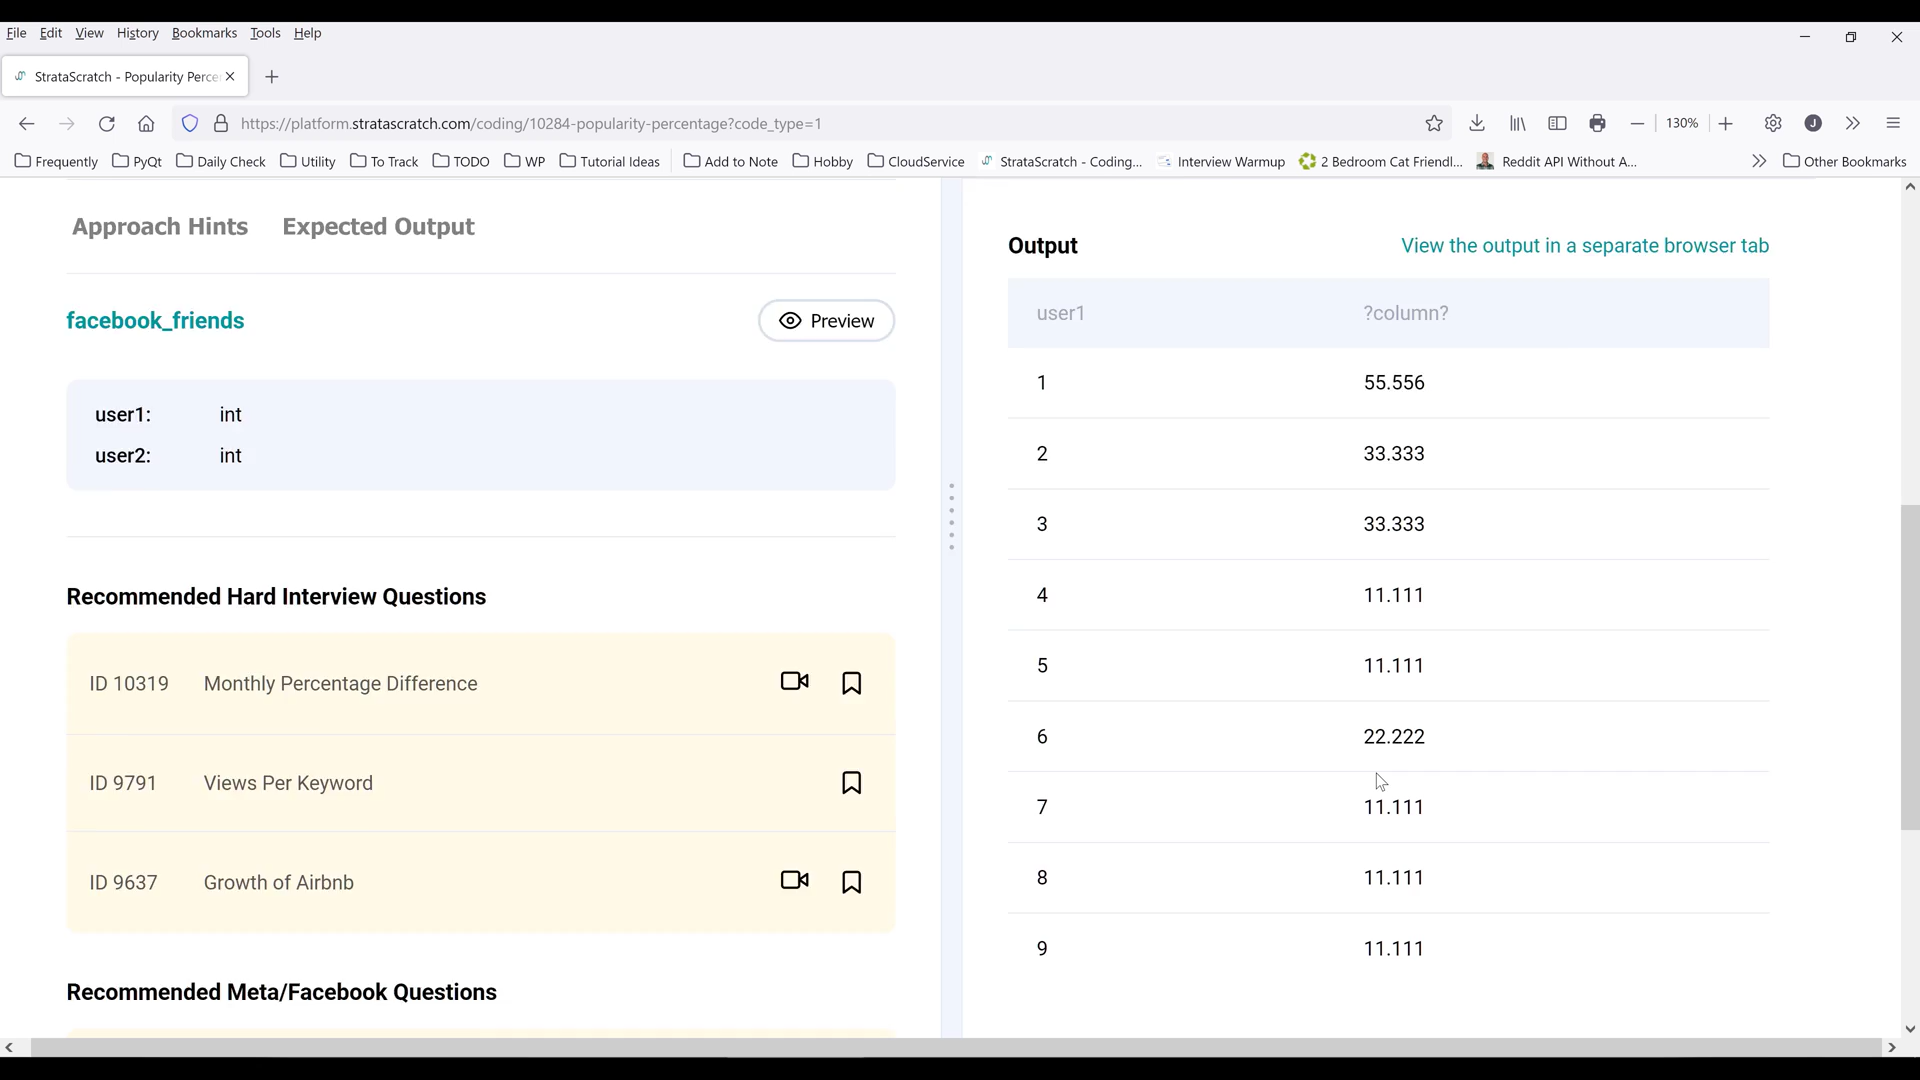 File Edit View History Bookmarks Tools Help
StrataScratch - Popularity Perce
https://platform.stratascratch.com/coding/10284-popularity-percentage?code_type=1
130%
J
Frequently PyQt Daily Check Utility To Track TODO WP Tutorial Ideas Add to Note Hobby CloudService StrataScratch - Coding... Interview Warmup 2 Bedroom Cat Friendl... Reddit API Without A... Other Bookmarks
Approach Hints Expected Output
facebook_friends
Preview
user1: int
user2: int
Recommended Hard Interview Questions
ID 10319 Monthly Percentage Difference
ID 9791 Views Per Keyword
ID 9637 Growth of Airbnb
Recommended Meta/Facebook Questions
Output View the output in a separate browser tab
user1 ?column?
1 55.556
2 33.333
3 33.333
4 11.111
5 11.111
6 22.222
7 11.111
8 11.111
9 11.111